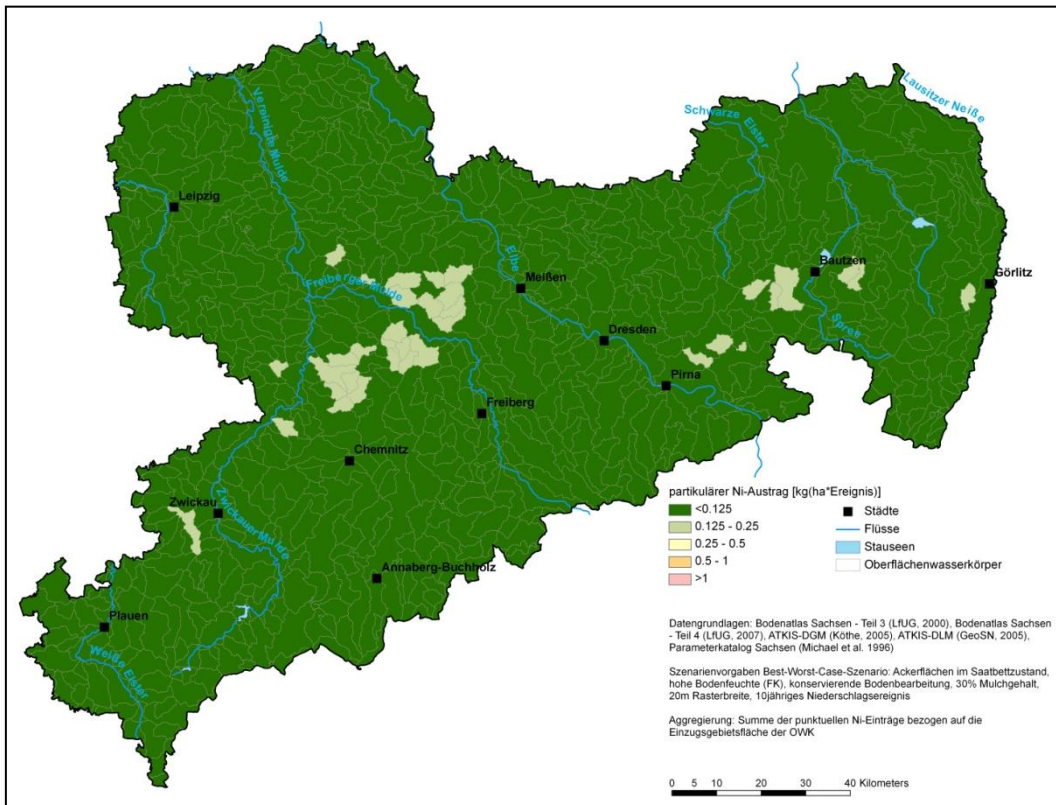 Lausitzer Neiße
Schwarze Elster
Vereinigte Mulde
Leipzig
Elbe
Bautzen
Görlitz
Freiberger Mulde
Meißen
Spree
Dresden
Pirna
Freiberg
Chemnitz
Zwickau
Zwickauer Mulde
Annaberg-Buchholz
Plauen
Weiße Elster
partikulärer Ni-Austrag [kg(ha*Ereignis)]
<0.125
0.125 - 0.25
0.25 - 0.5
0.5 - 1
>1
Städte
Flüsse
Stauseen
Oberflächenwasserkörper
Datengrundlagen: Bodenatlas Sachsen - Teil 3 (LfUG, 2000), Bodenatlas Sachsen
- Teil 4 (LfUG, 2007), ATKIS-DGM (Köthe, 2005), ATKIS-DLM (GeoSN, 2005),
Parameterkatalog Sachsen (Michael et al. 1996)
Szenarienvorgaben Best-Worst-Case-Szenario: Ackerflächen im Saatbettzustand,
hohe Bodenfeuchte (FK), konservierende Bodenbearbeitung, 30% Mulchgehalt,
20m Rasterbreite, 10jähriges Niederschlagsereignis
Aggregierung: Summe der punktuellen Ni-Einträge bezogen auf die
Einzugsgebietsfläche der OWK
0 5 10 20 30 40 Kilometers